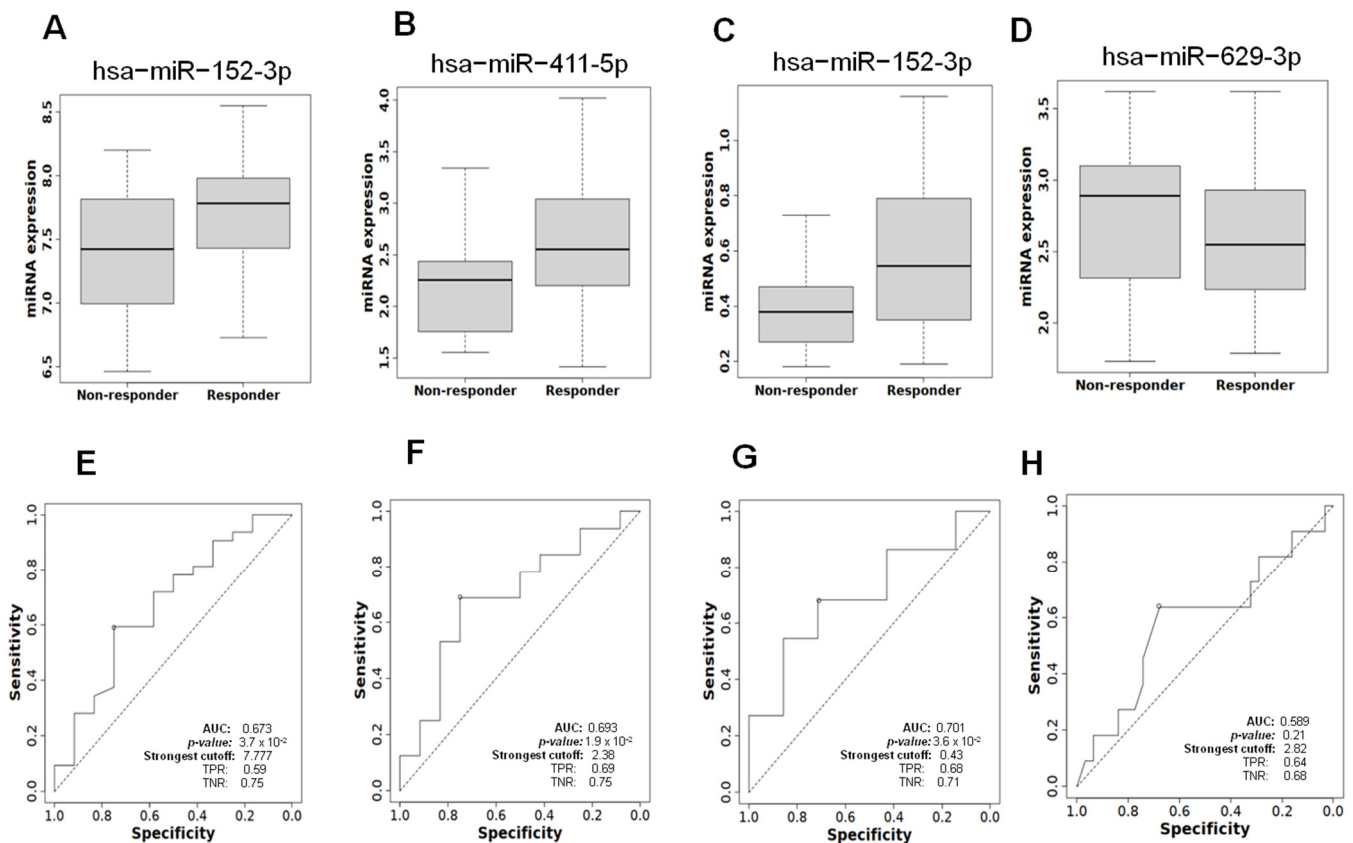 A
hsa−miR−152-3p
miRNA expression
8.5
8.0
7.5
7.0
6.5
Non-responder
Responder
B
hsa−miR−411-5p
miRNA expression
4.0
3.5
3.0
2.5
2.0
1.5
Non-responder
Responder
C
hsa−miR−152-3p
miRNA expression
1.0
0.8
0.6
0.4
0.2
Non-responder
Responder
D
hsa−miR−629-3p
miRNA expression
3.5
3.0
2.5
2.0
Non-responder
Responder
E
Sensitivity
1.0
0.8
0.6
0.4
0.2
0.0
AUC: 0.673
p-value: 3.7 x 10⁻²
Strongest cutoff: 7.777
TPR: 0.59
TNR: 0.75
1.0 0.8 0.6 0.4 0.2 0.0
Specificity
F
Sensitivity
1.0
0.8
0.6
0.4
0.2
0.0
AUC: 0.693
p-value: 1.9 x 10⁻²
Strongest cutoff: 2.38
TPR: 0.69
TNR: 0.75
1.0 0.8 0.6 0.4 0.2 0.0
Specificity
G
Sensitivity
1.0
0.8
0.6
0.4
0.2
0.0
AUC: 0.701
p-value: 3.6 x 10⁻²
Strongest cutoff: 0.43
TPR: 0.68
TNR: 0.71
1.0 0.8 0.6 0.4 0.2 0.0
Specificity
H
Sensitivity
1.0
0.8
0.6
0.4
0.2
0.0
AUC: 0.589
p-value: 0.21
Strongest cutoff: 2.82
TPR: 0.64
TNR: 0.68
1.0 0.8 0.6 0.4 0.2 0.0
Specificity